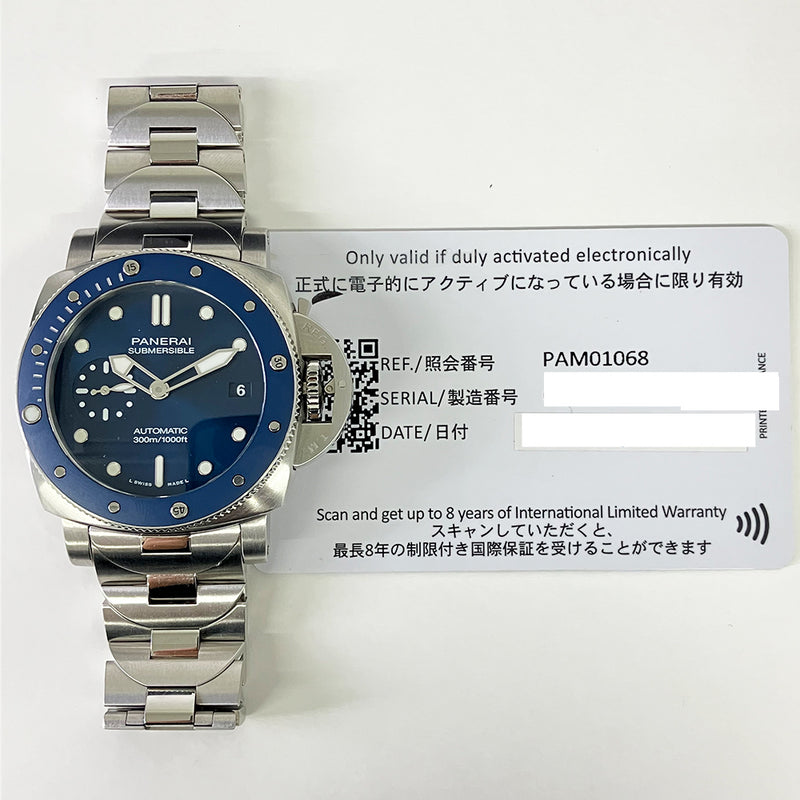 15
PANERAI
SUBMERSIBLE
30
6
AUTOMATIC
300m/1000ft
L SWISS MADE L
45
Only valid if duly activated electronically
正式に電子的にアクティブになっている場合に限り有効
REF./照会番号 PAM01068
SERIAL/製造番号
DATE/日付
Scan and get up to 8 years of International Limited Warranty
スキャンしていただくと、
最長8年の制限付き国際保証を受けることができます